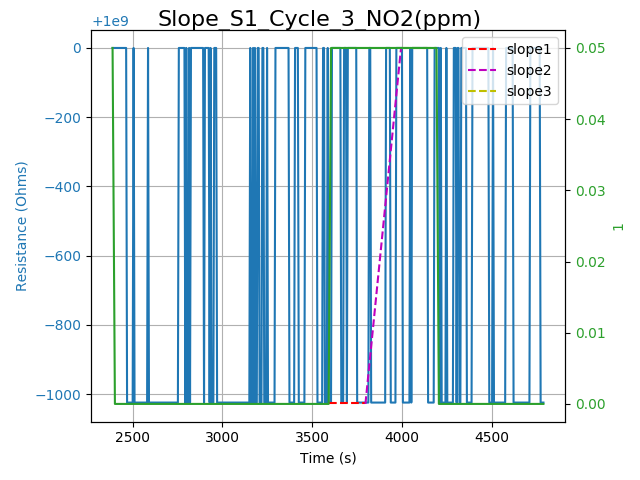 Slope_S1_Cycle_3_NO2(ppm)
+1e9
0
−200
−400
−600
−800
−1000
Resistance (Ohms)
slope1
slope2
slope3
0.05
0.04
0.03
0.02
0.01
0.00
1
2500
3000
3500
4000
4500
Time (s)